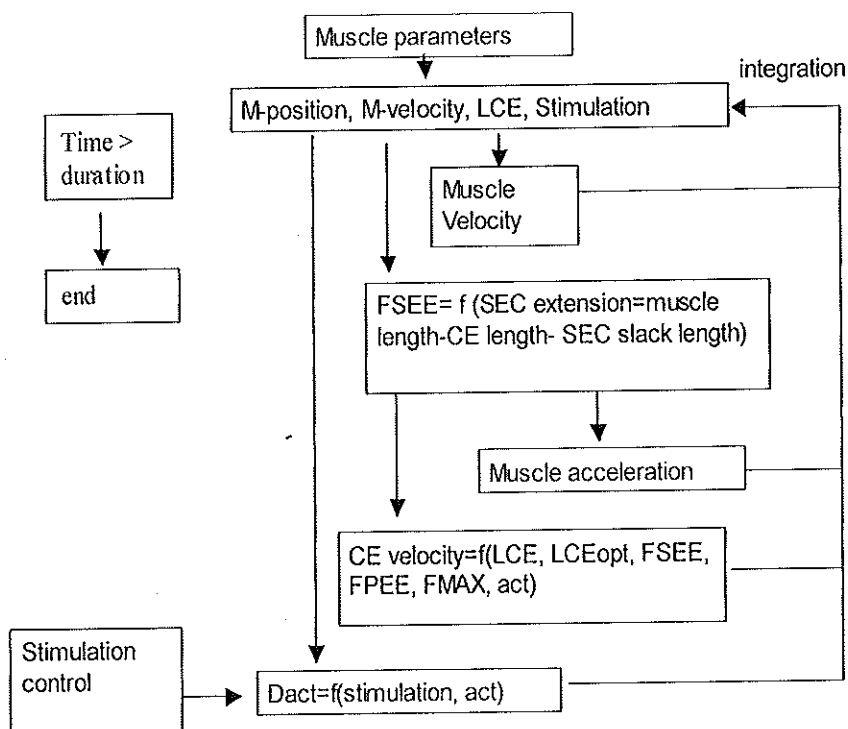 Muscle parameters
integration
M-position, M-velocity, LCE, Stimulation
Time >
duration
Muscle
Velocity
end
FSEE= f (SEC extension=muscle
length-CE length- SEC slack length)
Muscle acceleration
CE velocity=f(LCE, LCEopt, FSEE,
FPEE, FMAX, act)
Stimulation
control
Dact=f(stimulation, act)